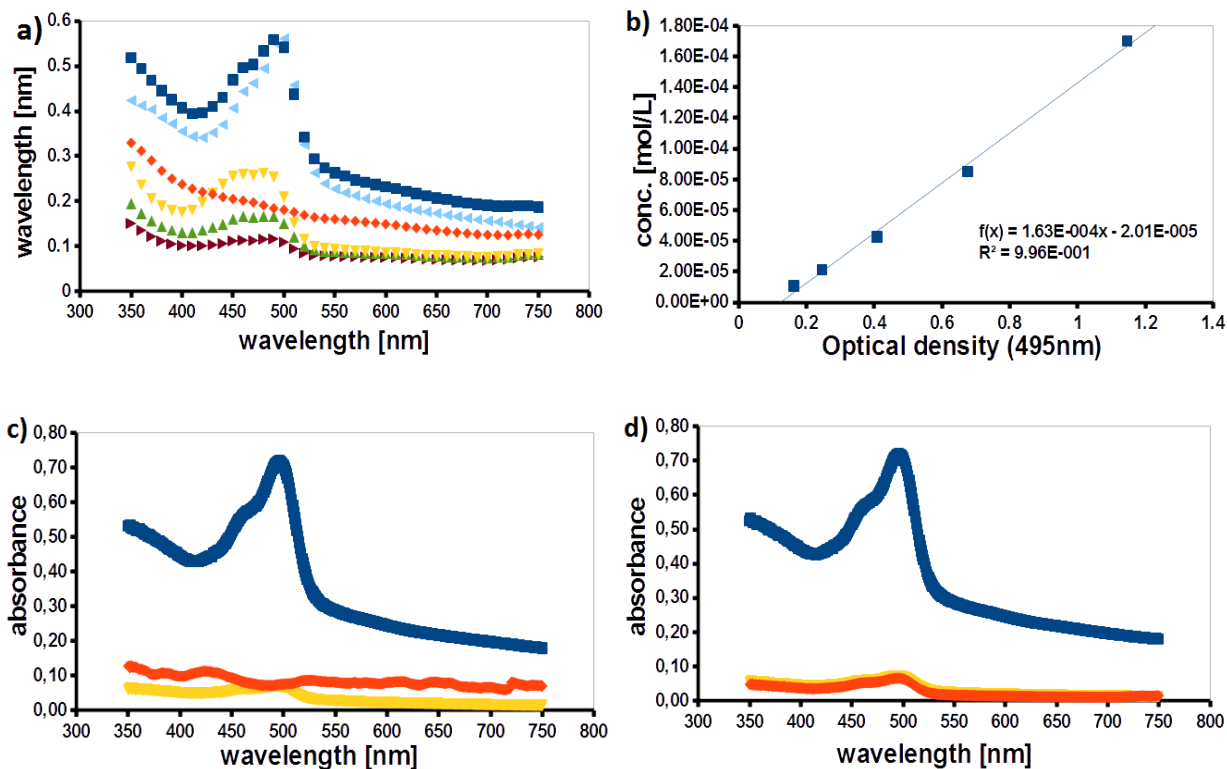 a)
0.6
0.5
0.4
0.3
0.2
0.1
0
wavelength [nm]
300 350 400 450 500 550 600 650 700 750 800
wavelength [nm]
b)
1.80E-04
1.60E-04
1.40E-04
1.20E-04
1.00E-04
8.00E-05
6.00E-05
4.00E-05
2.00E-05
0.00E+00
conc. [mol/L]
f(x) = 1.63E-004x - 2.01E-005
R² = 9.96E-001
0 0.2 0.4 0.6 0.8 1 1.2 1.4
Optical density (495nm)
c)
0,80
0,70
0,60
0,50
0,40
0,30
0,20
0,10
0,00
absorbance
300 350 400 450 500 550 600 650 700 750 800
wavelength [nm]
d)
0,80
0,70
0,60
0,50
0,40
0,30
0,20
0,10
0,00
absorbance
300 350 400 450 500 550 600 650 700 750 800
wavelength [nm]